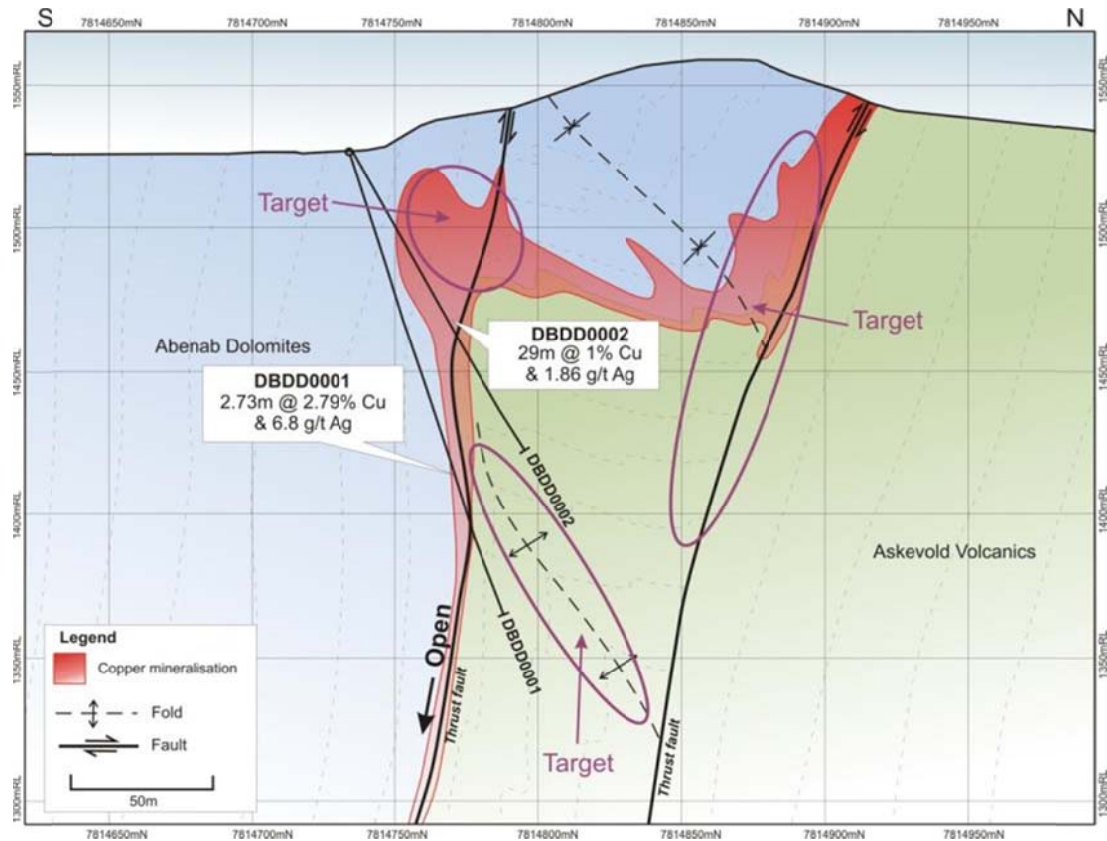 S
N
7814650mN 7814700mN 7814750mN 7814800mN 7814850mN 7814900mN 7814950mN
1550mRL
1550mRL
1500mRL
1500mRL
Target
Target
Abenab Dolomites
DBDD0002
29m @ 1% Cu
& 1.86 g/t Ag
DBDD0001
2.73m @ 2.79% Cu
& 6.8 g/t Ag
1450mRL
1450mRL
DBDD0002
1400mRL
1400mRL
Askevold Volcanics
DBDD0001
Open
Thrust fault
Thrust fault
Target
1350mRL
1350mRL
Legend
Copper mineralisation
Fold
Fault
50m
1300mRL
1300mRL
7814650mN 7814700mN 7814750mN 7814800mN 7814850mN 7814900mN 7814950mN